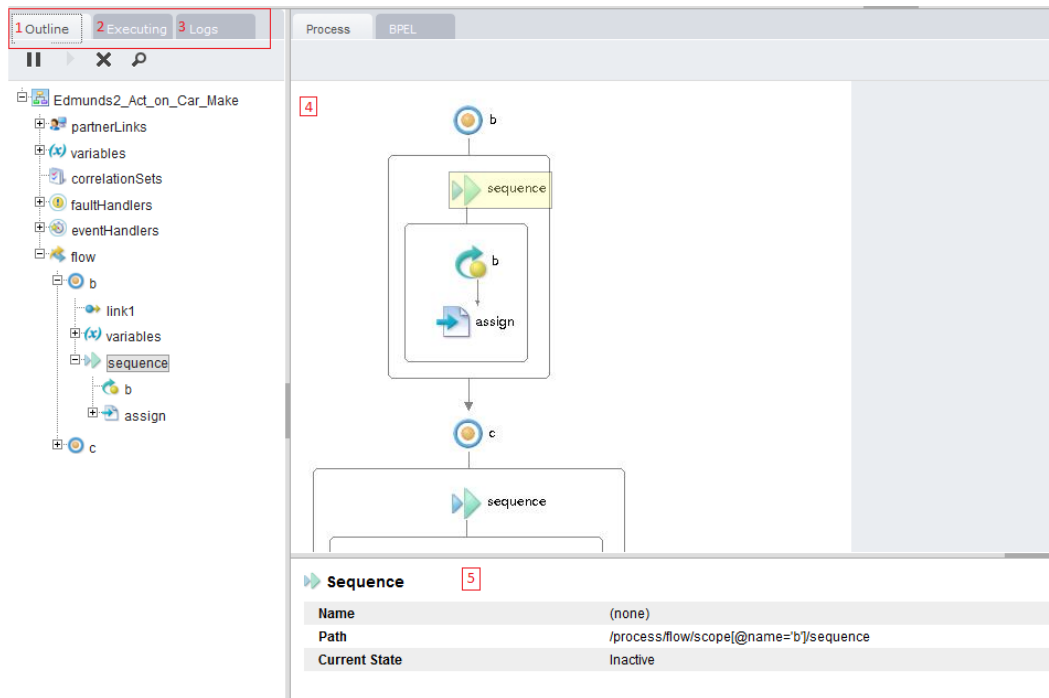 1 Outline
2 Executing
3 Logs
Process
BPEL
Edmunds2_Act_on_Car_Make
partnerLinks
(x) variables
correlationSets
faultHandlers
eventHandlers
flow
b
link1
(x) variables
sequence
b
assign
c
4
b
sequence
b
assign
c
sequence
Sequence
5
Name (none)
Path /process/flow/scope[@name='b']/sequence
Current State Inactive